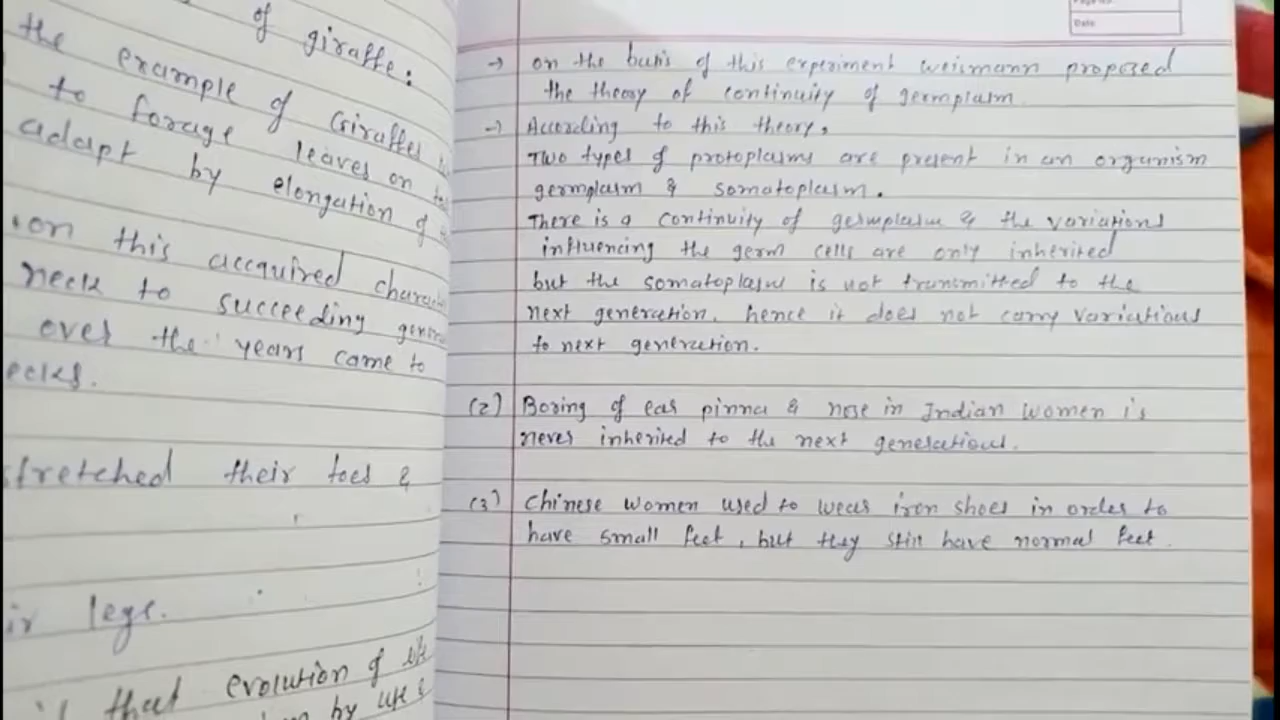 of giraffe:
the example of Giraffes
to forage leaves on
adapt by elongation of
on this accquired
neck to succeeding
over the years came to
stretched their toes &
legs.
that evolution of life
by use &
Date
→ on the basis of this experiment weismann proposed
the theory of continuity of germplasm
→ According to this theory,
Two types of protoplasms are present in an organism
germplasm & somatoplasm.
There is a continuity of germplasm & the variations
influencing the germ cells are only inherited
but the somatoplasm is not transmitted to the
next generation. hence it does not carry variations
to next generation.
(2) Boring of ear pinna & nose in Indian women is
never inherited to the next generations.
(3) Chinese women used to wear iron shoes in order to
have small feet, but they still have normal feet.